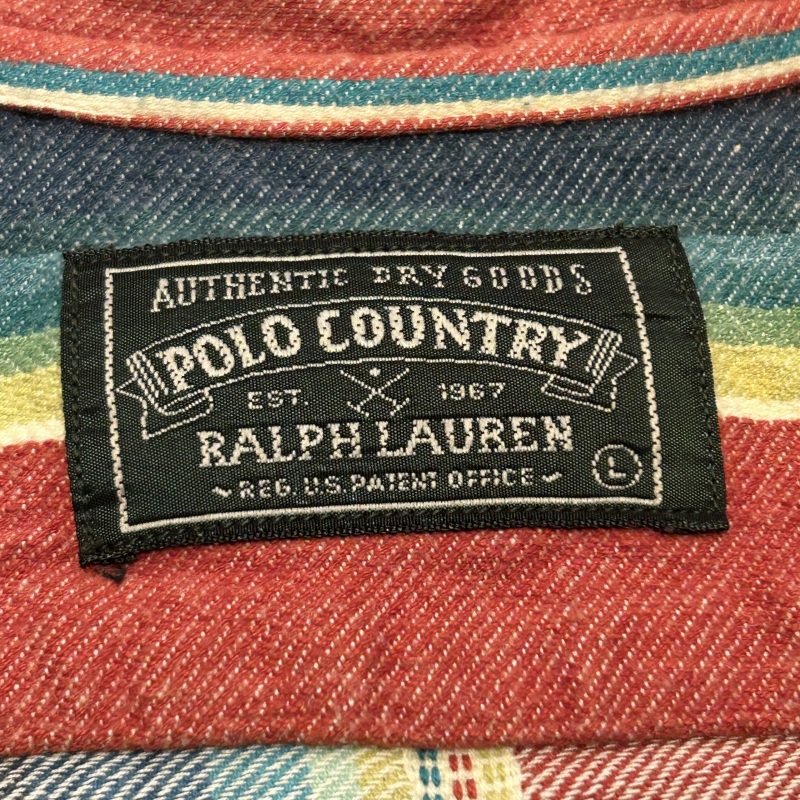 AUTHENTIC DRY GOODS
POLO COUNTRY
EST. 1967
RALPH LAUREN
~REG. U.S. PATENT OFFICE~
L